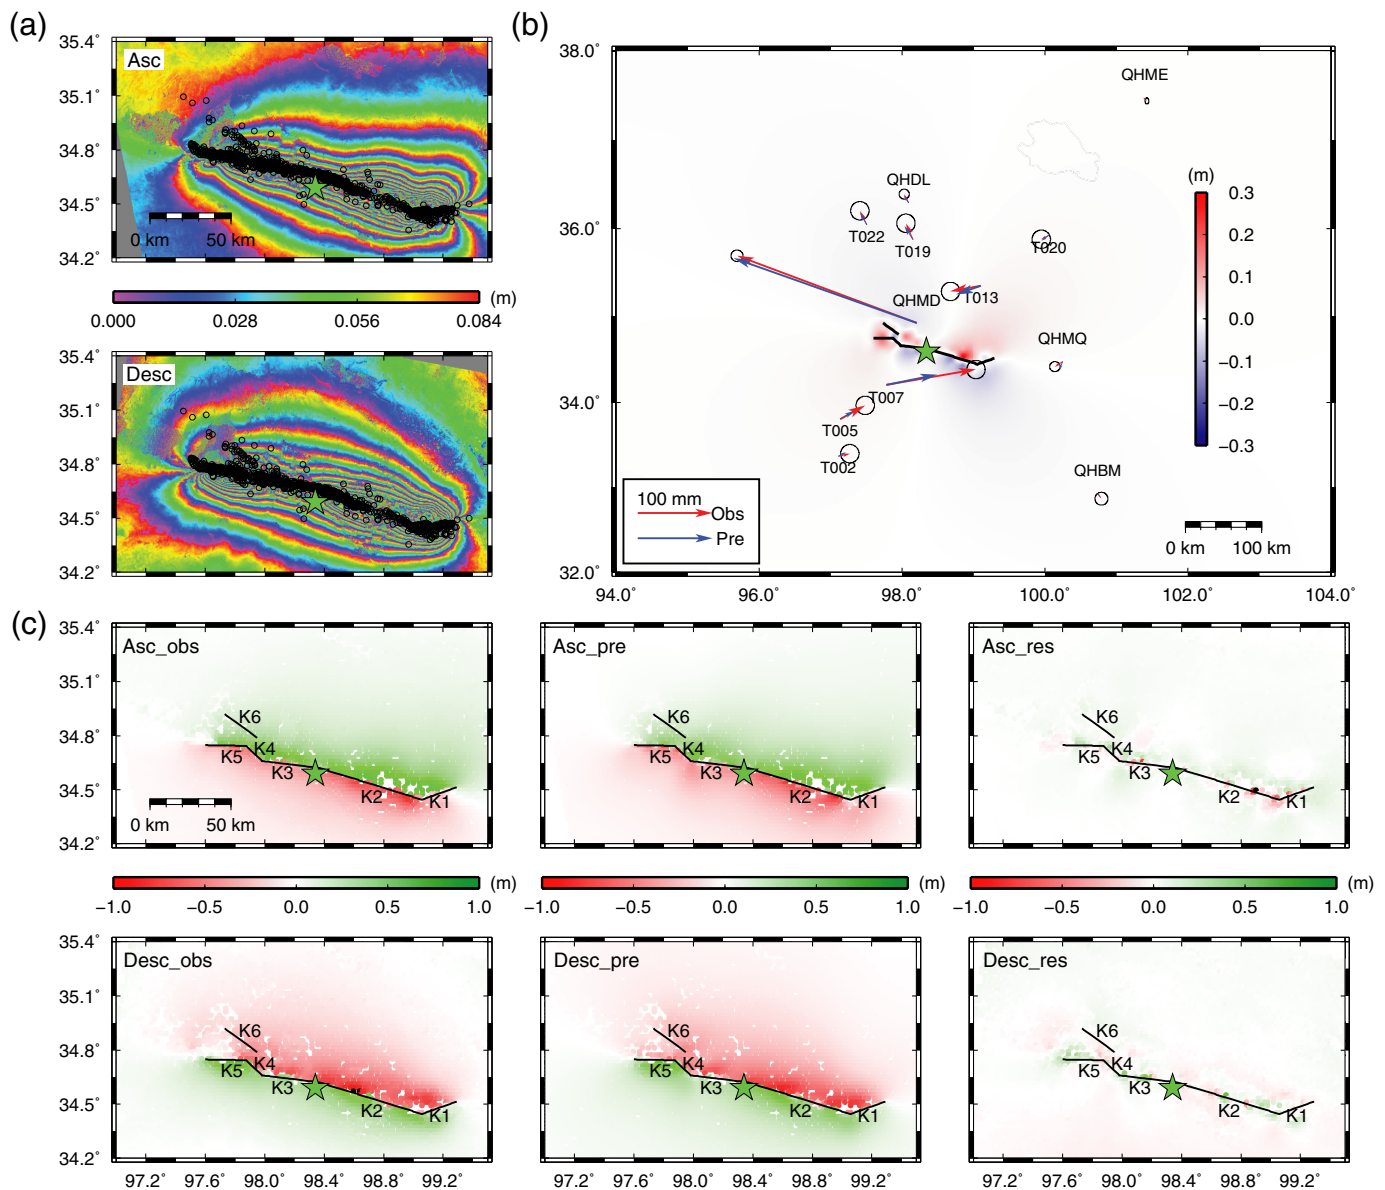 (a)
35.4°
35.1°
34.8°
34.5°
34.2°
Asc
0 km 50 km
(m)
0.000 0.028 0.056 0.084
35.4°
35.1°
34.8°
34.5°
34.2°
Desc
(b)
38.0°
36.0°
34.0°
32.0°
94.0° 96.0° 98.0° 100.0° 102.0° 104.0°
QHME
QHDL
T022
T019
T020
QHMD
T013
QHMQ
T007
T005
T002
QHBM
(m)
0.3
0.2
0.1
0.0
−0.1
−0.2
−0.3
100 mm
Obs
Pre
0 km 100 km
(c)
35.4°
35.1°
34.8°
34.5°
34.2°
Asc_obs
K6
K5
K4
K3
K2
K1
0 km 50 km
Asc_pre
K6
K5
K4
K3
K2
K1
Asc_res
K6
K5
K4
K3
K2
K1
(m)
−1.0 −0.5 0.0 0.5 1.0
(m)
−1.0 −0.5 0.0 0.5 1.0
(m)
−1.0 −0.5 0.0 0.5 1.0
35.4°
35.1°
34.8°
34.5°
34.2°
Desc_obs
K6
K5
K4
K3
K2
K1
97.2° 97.6° 98.0° 98.4° 98.8° 99.2°
Desc_pre
K6
K5
K4
K3
K2
K1
97.2° 97.6° 98.0° 98.4° 98.8° 99.2°
Desc_res
K6
K5
K4
K3
K2
K1
97.2° 97.6° 98.0° 98.4° 98.8° 99.2°